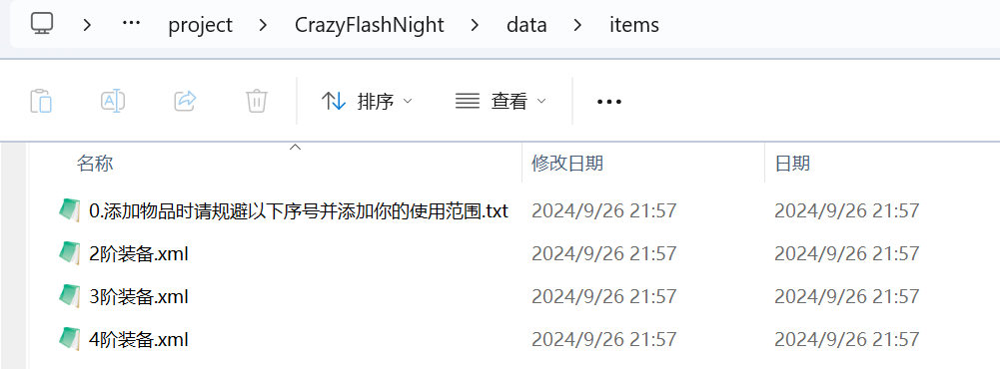 project CrazyFlashNight data items
排序 查看
名称 修改日期 日期
0.添加物品时请规避以下序号并添加你的使用范围.txt 2024/9/26 21:57 2024/9/26 21:57
2阶装备.xml 2024/9/26 21:57 2024/9/26 21:57
3阶装备.xml 2024/9/26 21:57 2024/9/26 21:57
4阶装备.xml 2024/9/26 21:57 2024/9/26 21:57